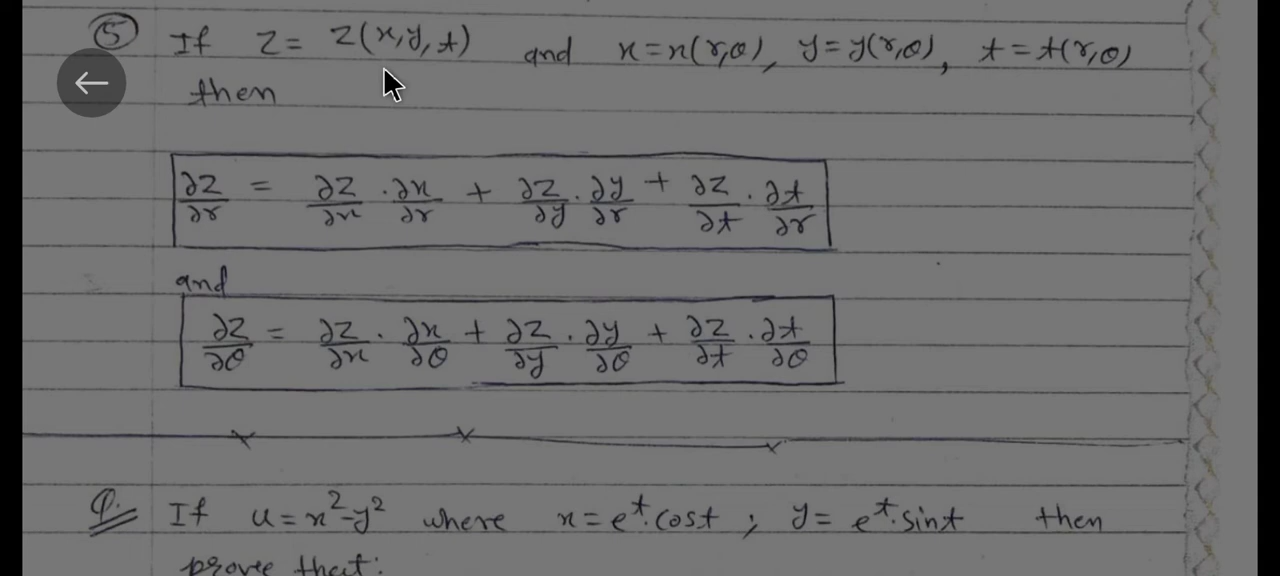 ⑤ If Z = Z(x,y,t) and x=x(r,θ), y=y(r,θ), t=t(r,θ)
then
∂Z/∂r = ∂Z/∂x · ∂x/∂r + ∂Z/∂y · ∂y/∂r + ∂Z/∂t · ∂t/∂r
and
∂Z/∂θ = ∂Z/∂x · ∂x/∂θ + ∂Z/∂y · ∂y/∂θ + ∂Z/∂t · ∂t/∂θ
Q. If u=x²-y² where x=eᵗ.cost ; y= eᵗ.sint then
prove that: